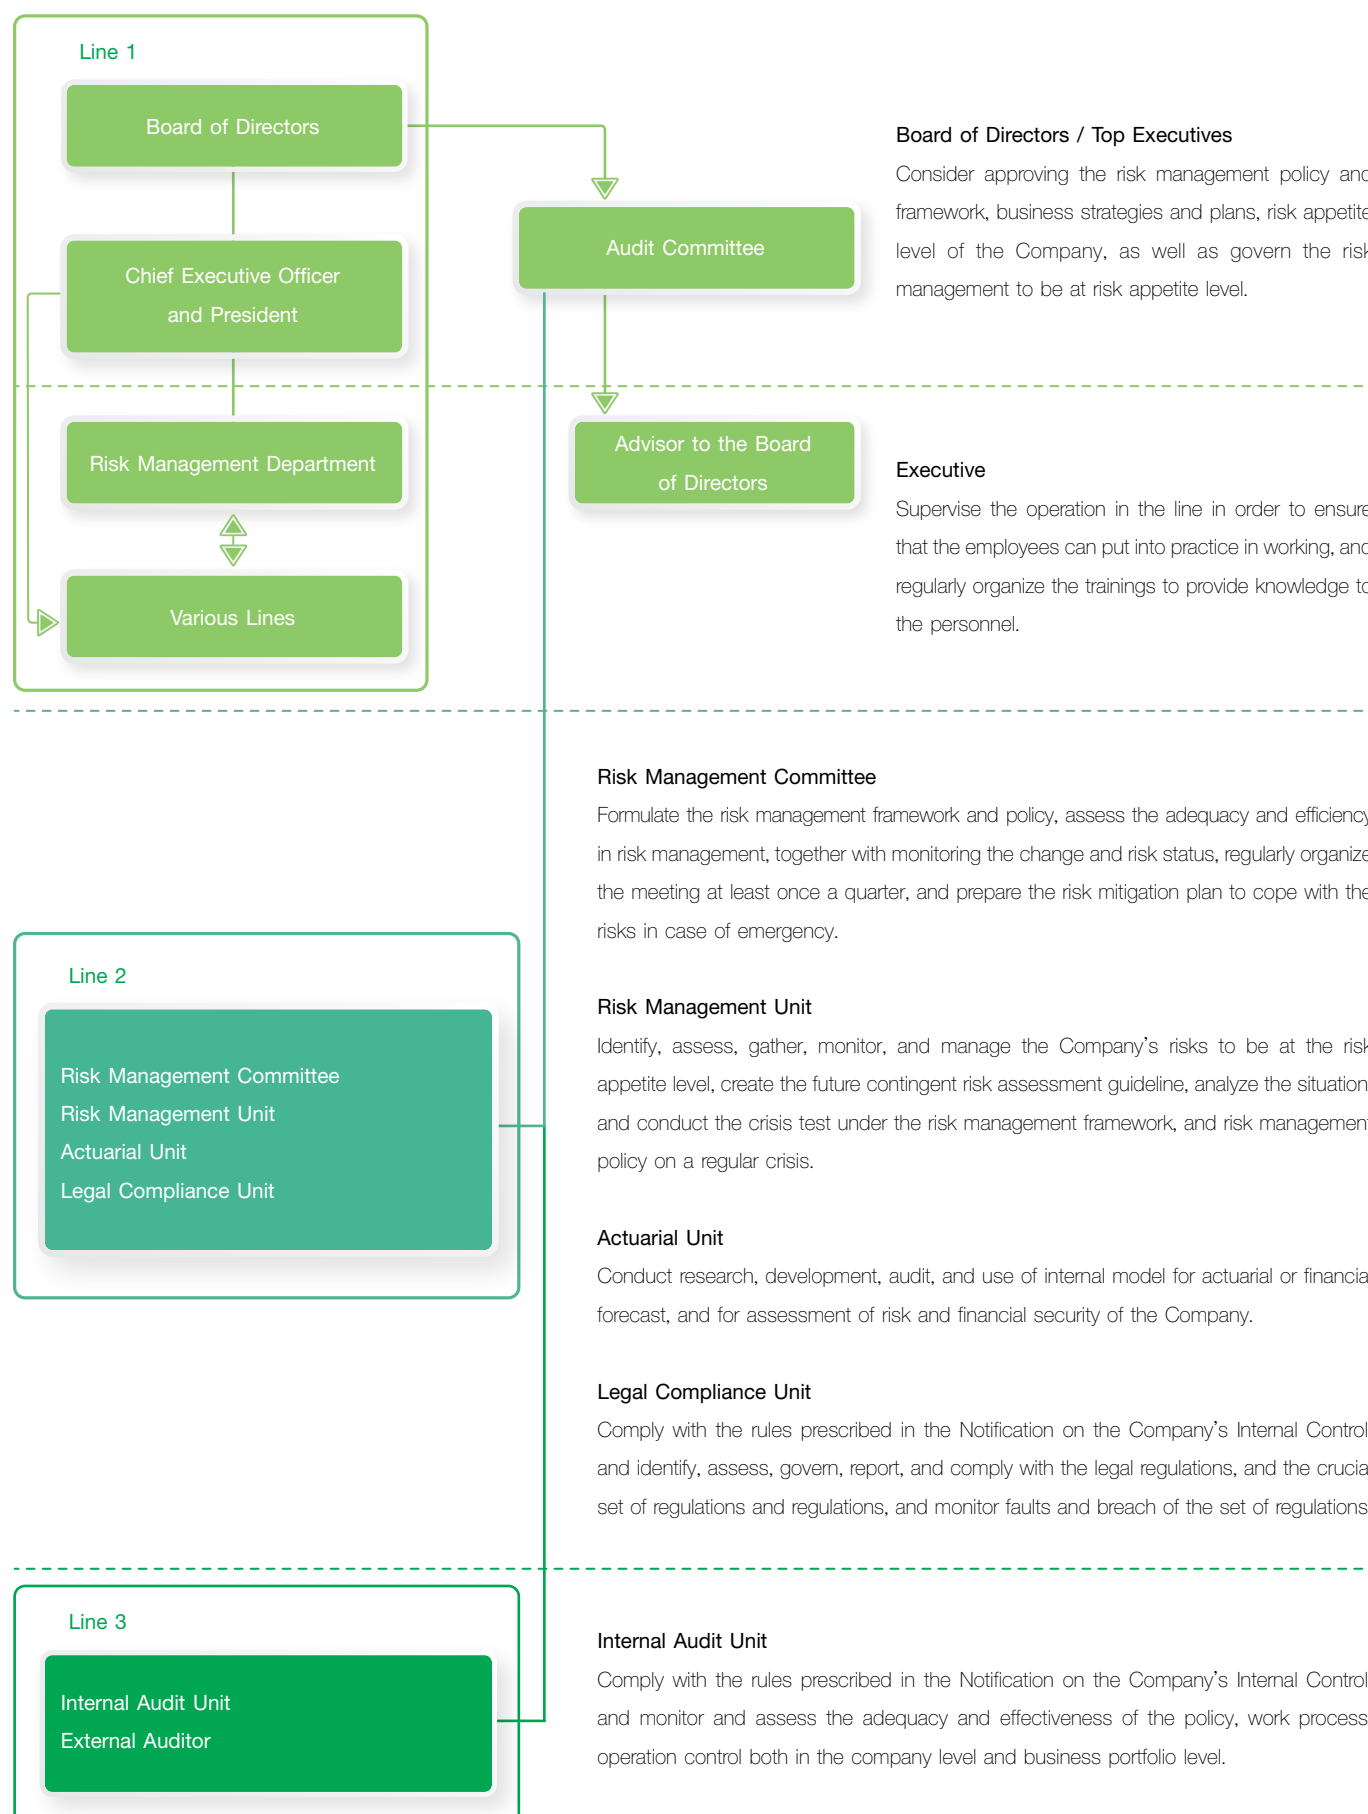 Line 1
Board of Directors
Chief Executive Officer
and President
Risk Management Department
Various Lines
Audit Committee
Advisor to the Board
of Directors
Board of Directors / Top Executives
Consider approving the risk management policy and
framework, business strategies and plans, risk appetite
level of the Company, as well as govern the risk
management to be at risk appetite level.
Executive
Supervise the operation in the line in order to ensure
that the employees can put into practice in working, and
regularly organize the trainings to provide knowledge to
the personnel.
Risk Management Committee
Formulate the risk management framework and policy, assess the adequacy and efficiency
in risk management, together with monitoring the change and risk status, regularly organize
the meeting at least once a quarter, and prepare the risk mitigation plan to cope with the
risks in case of emergency.
Line 2
Risk Management Committee
Risk Management Unit
Actuarial Unit
Legal Compliance Unit
Risk Management Unit
Identify, assess, gather, monitor, and manage the Company's risks to be at the risk
appetite level, create the future contingent risk assessment guideline, analyze the situation
and conduct the crisis test under the risk management framework, and risk management
policy on a regular crisis.
Actuarial Unit
Conduct research, development, audit, and use of internal model for actuarial or financial
forecast, and for assessment of risk and financial security of the Company.
Legal Compliance Unit
Comply with the rules prescribed in the Notification on the Company's Internal Control
and identify, assess, govern, report, and comply with the legal regulations, and the crucial
set of regulations and regulations, and monitor faults and breach of the set of regulations
Line 3
Internal Audit Unit
External Auditor
Internal Audit Unit
Comply with the rules prescribed in the Notification on the Company's Internal Control
and monitor and assess the adequacy and effectiveness of the policy, work process
operation control both in the company level and business portfolio level.